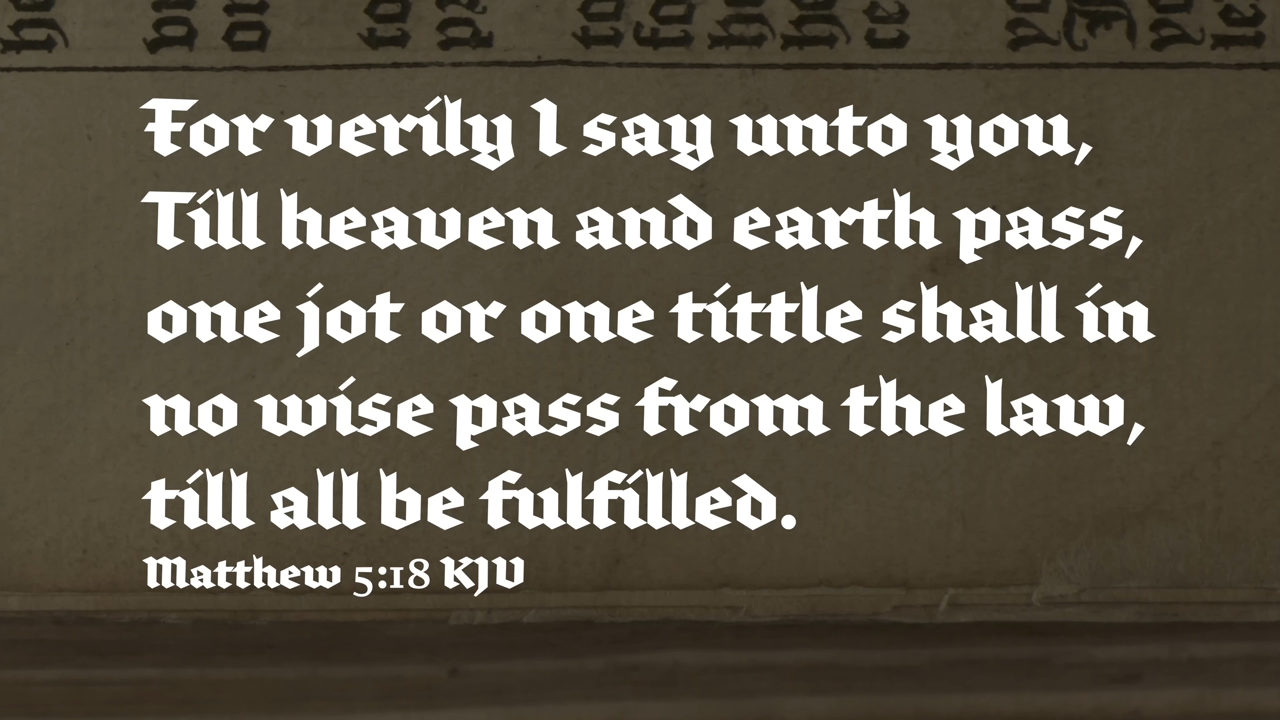 For verily I say unto you,
Till heaven and earth pass,
one jot or one tittle shall in
no wise pass from the law,
till all be fulfilled.
Matthew 5:18 KJV